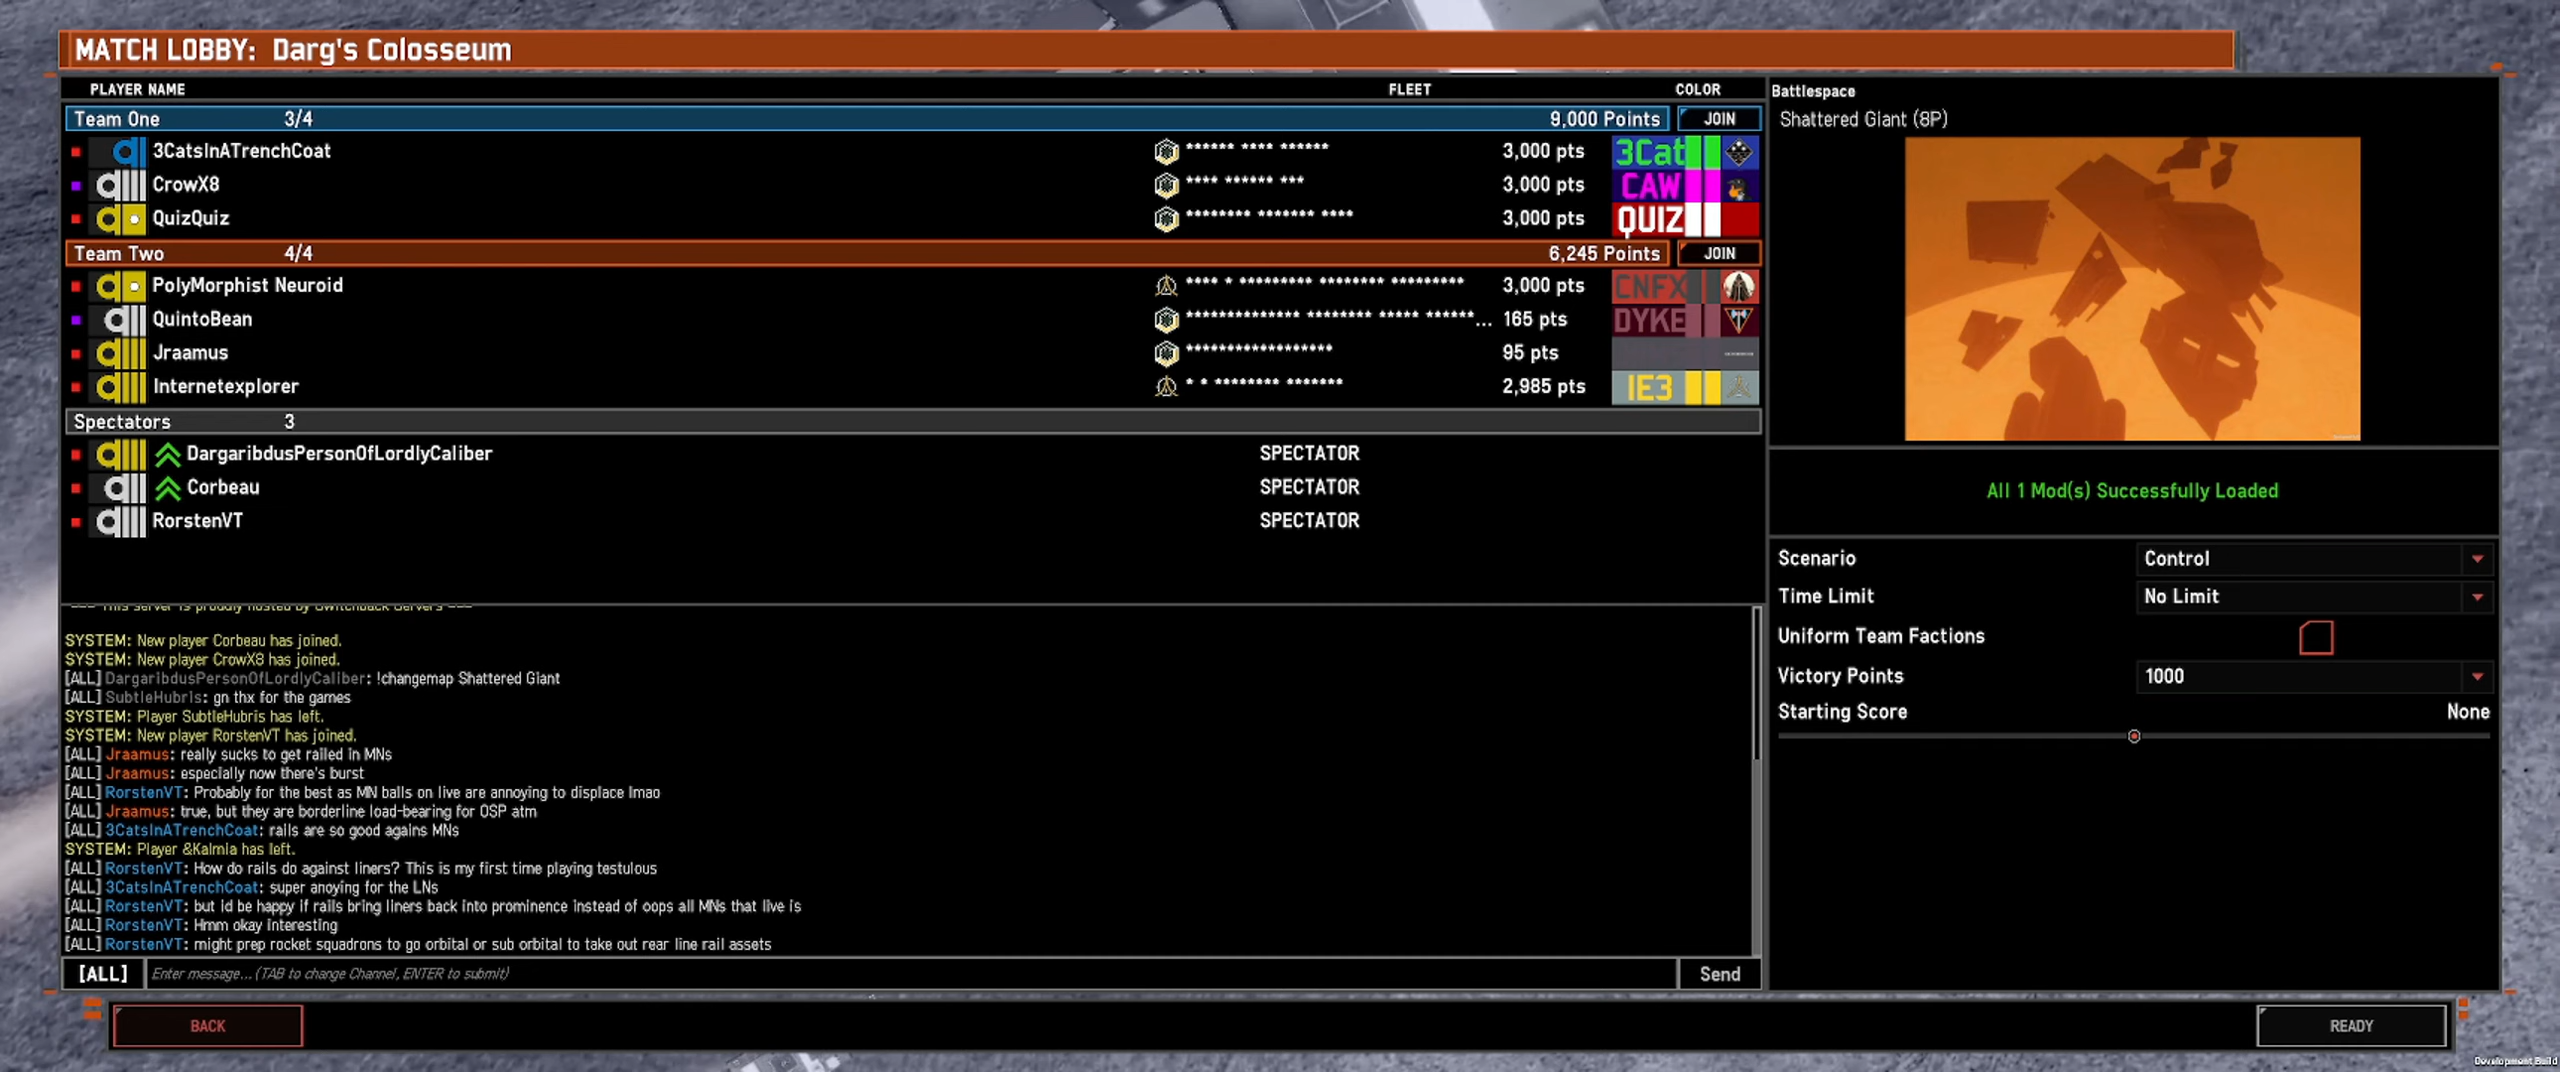 MATCH LOBBY: Darg's Colosseum
PLAYER NAME FLEET COLOR
Team One 3/4 9,000 Points JOIN
3CatsInATrenchCoat ****** **** ****** 3,000 pts 3Cat
CrowX8 **** ****** *** 3,000 pts CAW
QuizQuiz ******** ******* **** 3,000 pts QUIZ
Team Two 4/4 6,245 Points JOIN
PolyMorphist Neuroid **** * ********* ******** ********* 3,000 pts CNFX
QuintoBean ************** ******** ***** ******... 165 pts DYKE
Jraamus ****************** 95 pts
Internetexplorer * * ******** ******* 2,985 pts IE3
Spectators 3
DargaribdusPersonOfLordlyCaliber SPECTATOR
Corbeau SPECTATOR
RorstenVT SPECTATOR
Battlespace
Shattered Giant (8P)
All 1 Mod(s) Successfully Loaded
Scenario Control
Time Limit No Limit
Uniform Team Factions
Victory Points 1000
Starting Score None
--- This server is proudly hosted by Switchback Servers ---
SYSTEM: New player Corbeau has joined.
SYSTEM: New player CrowX8 has joined.
[ALL] DargaribdusPersonOfLordlyCaliber: !changemap Shattered Giant
[ALL] SubtleHubris: gn thx for the games
SYSTEM: Player SubtleHubris has left.
SYSTEM: New player RorstenVT has joined.
[ALL] Jraamus: really sucks to get railed in MNs
[ALL] Jraamus: especially now there's burst
[ALL] RorstenVT: Probably for the best as MN balls on live are annoying to displace lmao
[ALL] Jraamus: true, but they are borderline load-bearing for OSP atm
[ALL] 3CatsInATrenchCoat: rails are so good agains MNs
SYSTEM: Player &Kalmia has left.
[ALL] RorstenVT: How do rails do against liners? This is my first time playing testulous
[ALL] 3CatsInATrenchCoat: super anoying for the LNs
[ALL] RorstenVT: but id be happy if rails bring liners back into prominence instead of oops all MNs that live is
[ALL] RorstenVT: Hmm okay interesting
[ALL] RorstenVT: might prep rocket squadrons to go orbital or sub orbital to take out rear line rail assets
[ALL] Enter message... (TAB to change Channel, ENTER to submit) Send
BACK READY
Development Build